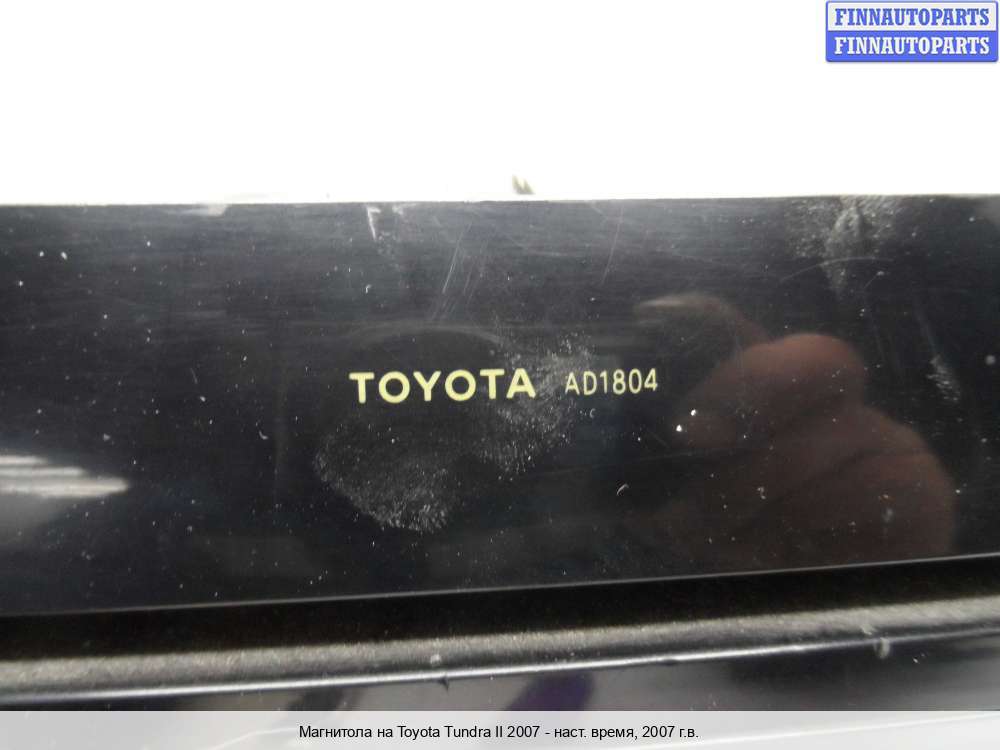 FINNAUTOPARTS
FINNAUTOPARTS
TOYOTA AD1804
Магнитола на Toyota Tundra II 2007 - наст. время, 2007 г.в.